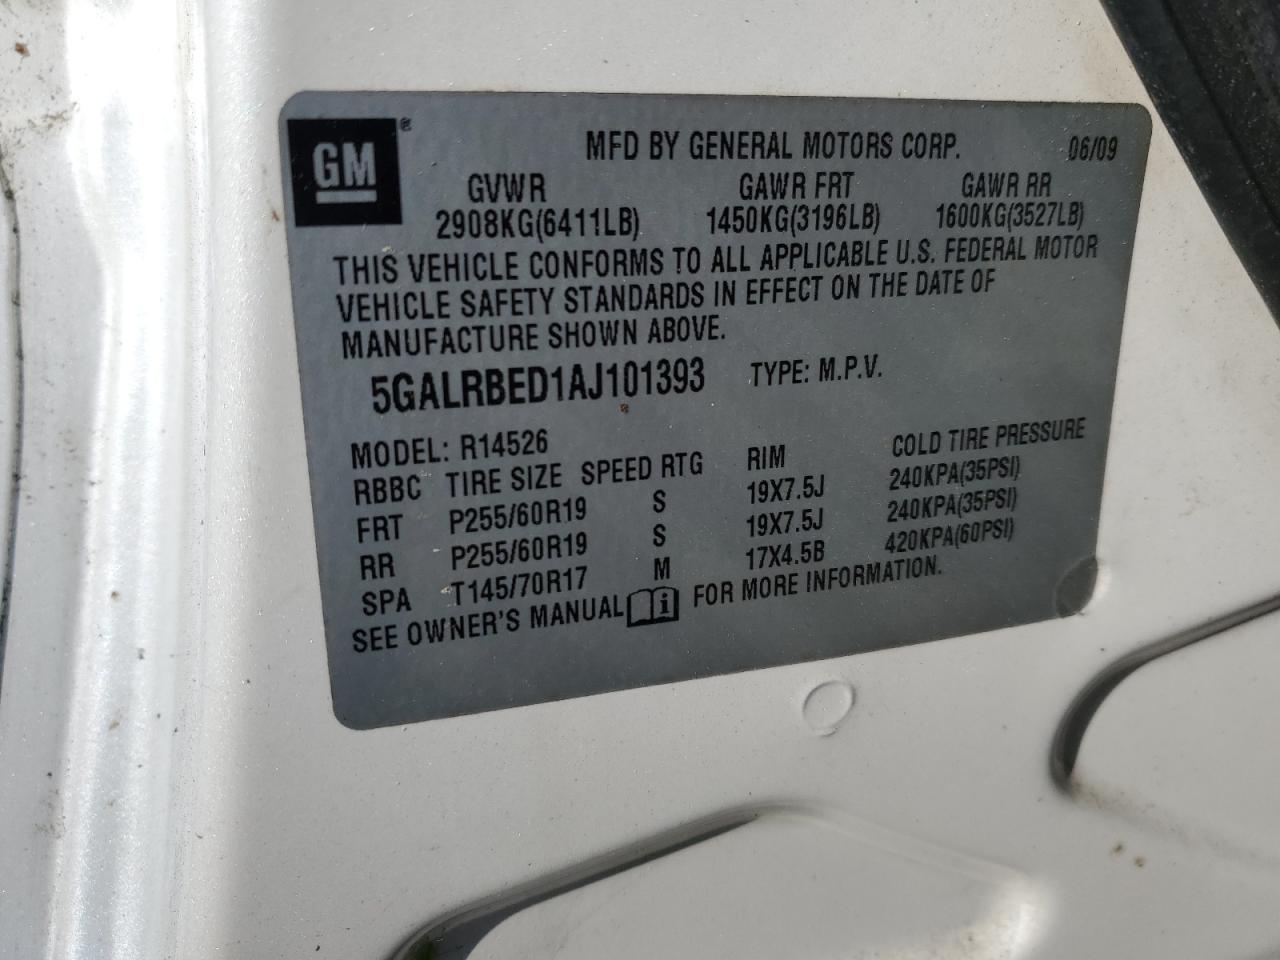 GM®
MFD BY GENERAL MOTORS CORP. 06/09
GVWR GAWR FRT GAWR RR
2908KG(6411LB) 1450KG(3196LB) 1600KG(3527LB)
THIS VEHICLE CONFORMS TO ALL APPLICABLE U.S. FEDERAL MOTOR
VEHICLE SAFETY STANDARDS IN EFFECT ON THE DATE OF
MANUFACTURE SHOWN ABOVE.
5GALRBED1AJ101393 TYPE: M.P.V.
MODEL: R14526
RBBC TIRE SIZE SPEED RTG RIM COLD TIRE PRESSURE
FRT P255/60R19 S 19X7.5J 240KPA(35PSI)
RR P255/60R19 S 19X7.5J 240KPA(35PSI)
SPA T145/70R17 M 17X4.5B 420KPA(60PSI)
SEE OWNER'S MANUAL i FOR MORE INFORMATION.